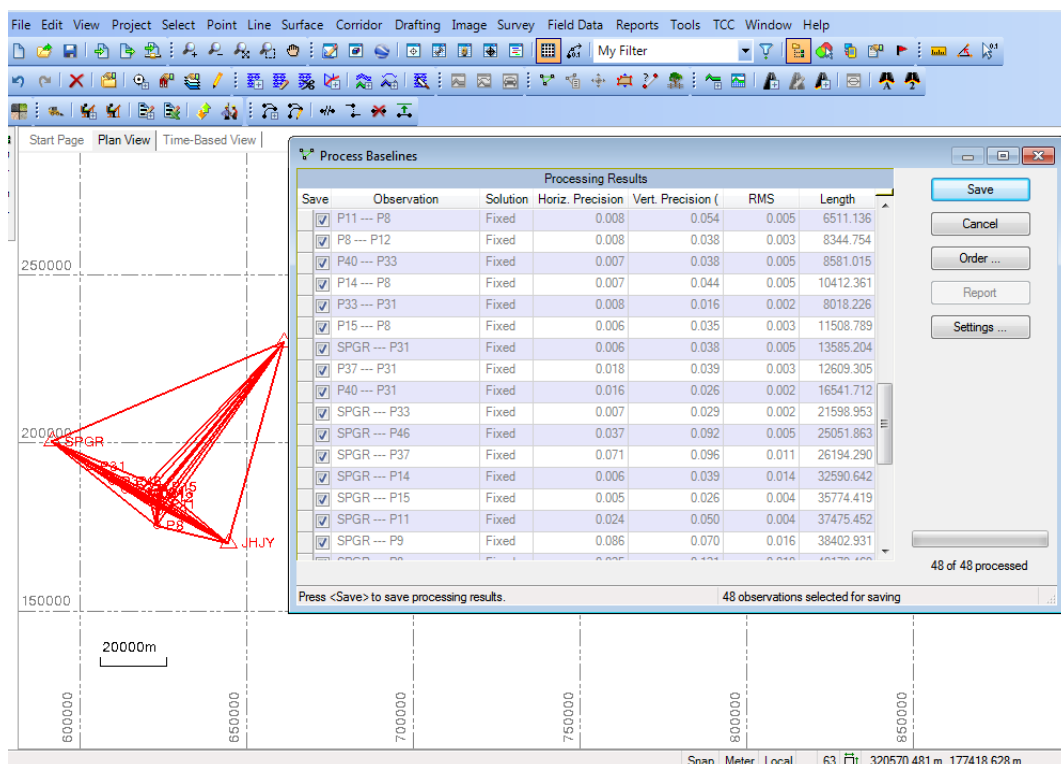 File Edit View Project Select Point Line Surface Corridor Drafting Image Survey Field Data Reports Tools TCC Window Help
My Filter
Start Page Plan View Time-Based View
Process Baselines
Processing Results
Save Observation Solution Horiz. Precision Vert. Precision ( RMS Length
P11 --- P8 Fixed 0.008 0.054 0.005 6511.136
P8 --- P12 Fixed 0.008 0.038 0.003 8344.754
P40 --- P33 Fixed 0.007 0.038 0.005 8581.015
P14 --- P8 Fixed 0.007 0.044 0.005 10412.361
P33 --- P31 Fixed 0.008 0.016 0.002 8018.226
P15 --- P8 Fixed 0.006 0.035 0.003 11508.789
SPGR --- P31 Fixed 0.006 0.038 0.005 13585.204
P37 --- P31 Fixed 0.018 0.039 0.003 12609.305
P40 --- P31 Fixed 0.016 0.026 0.002 16541.712
SPGR --- P33 Fixed 0.007 0.029 0.002 21598.953
SPGR --- P46 Fixed 0.037 0.092 0.005 25051.863
SPGR --- P37 Fixed 0.071 0.096 0.011 26194.290
SPGR --- P14 Fixed 0.006 0.039 0.014 32590.642
SPGR --- P15 Fixed 0.005 0.026 0.004 35774.419
SPGR --- P11 Fixed 0.024 0.050 0.004 37475.452
SPGR --- P9 Fixed 0.086 0.070 0.016 38402.931
Save
Cancel
Order ...
Report
Settings ...
48 of 48 processed
Press <Save> to save processing results. 48 observations selected for saving
250000
200000
SPGR
P31
P8
JHJY
150000
20000m
600000
650000
700000
750000
800000
850000
Snap Meter Local 63 320570.481 m, 177418.628 m